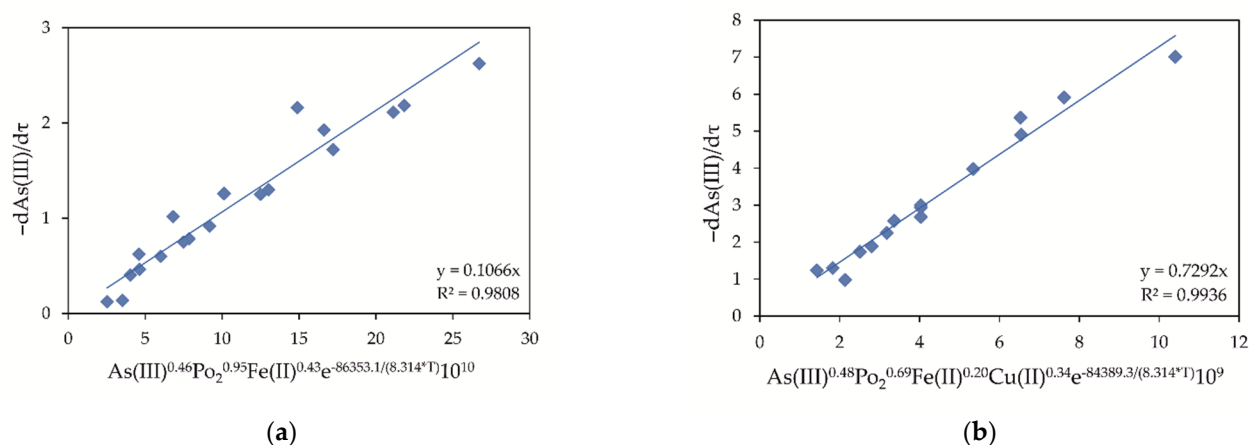 3
2
1
0
−dAs(III)/dτ
0 5 10 15 20 25 30
y = 0.1066x
R² = 0.9808
As(III)^0.46Po₂^0.95Fe(II)^0.43e^-86353.1/(8.314*T)10^10
(a)
8
7
6
5
4
3
2
1
0
−dAs(III)/dτ
0 2 4 6 8 10 12
y = 0.7292x
R² = 0.9936
As(III)^0.48Po₂^0.69Fe(II)^0.20Cu(II)^0.34e^-84389.3/(8.314*T)10^9
(b)